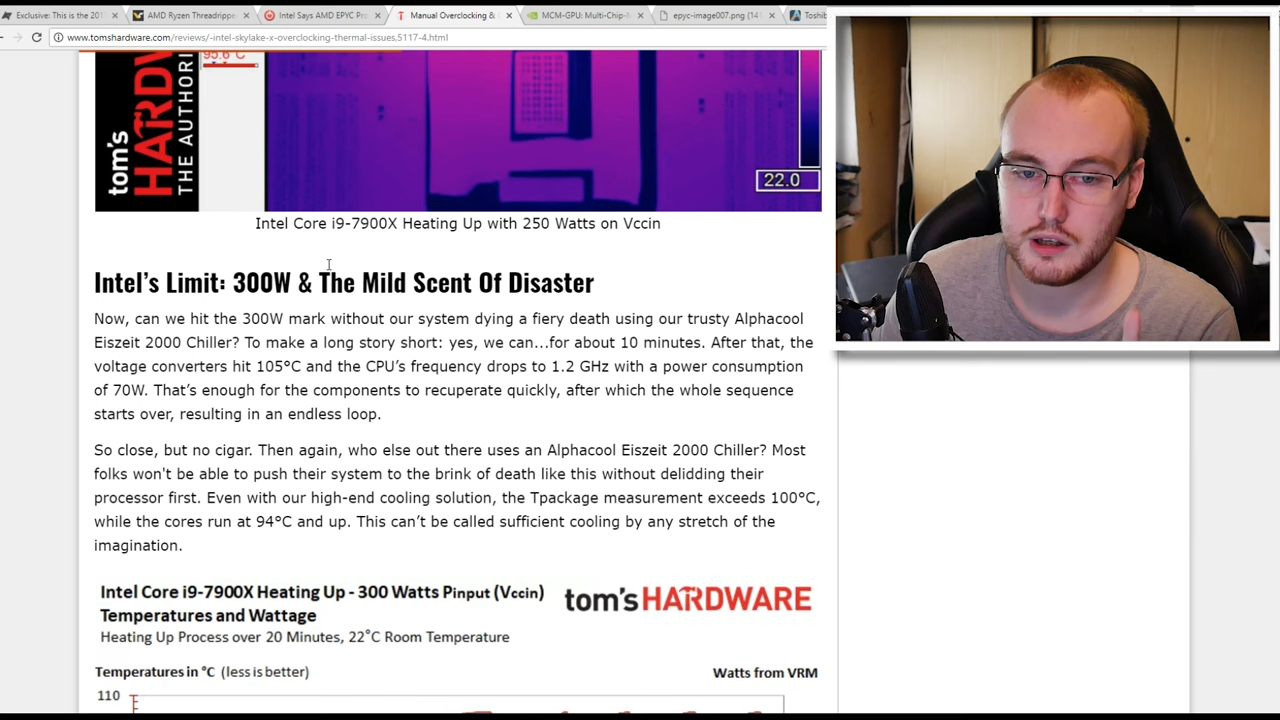 Exclusive: This is the 201
AMD Ryzen Threadrippe
Intel Says AMD EPYC Pro
Manual Overclocking &
MCM-GPU: Multi-Chip-M
epyc-image007.png (141
Toshib
www.tomshardware.com/reviews/-intel-skylake-x-overclocking-thermal-issues,5117-4.html
95.6°C
tom's
HARDW
THE AUTHORI
22.0
Intel Core i9-7900X Heating Up with 250 Watts on Vccin
Intel’s Limit: 300W & The Mild Scent Of Disaster
Now, can we hit the 300W mark without our system dying a fiery death using our trusty Alphacool
Eiszeit 2000 Chiller? To make a long story short: yes, we can...for about 10 minutes. After that, the
voltage converters hit 105°C and the CPU’s frequency drops to 1.2 GHz with a power consumption
of 70W. That’s enough for the components to recuperate quickly, after which the whole sequence
starts over, resulting in an endless loop.
So close, but no cigar. Then again, who else out there uses an Alphacool Eiszeit 2000 Chiller? Most
folks won't be able to push their system to the brink of death like this without delidding their
processor first. Even with our high-end cooling solution, the Tpackage measurement exceeds 100°C,
while the cores run at 94°C and up. This can’t be called sufficient cooling by any stretch of the
imagination.
Intel Core i9-7900X Heating Up - 300 Watts Pinput (Vccin)
Temperatures and Wattage
tom's HARDWARE
Heating Up Process over 20 Minutes, 22°C Room Temperature
Temperatures in °C (less is better)
Watts from VRM
110